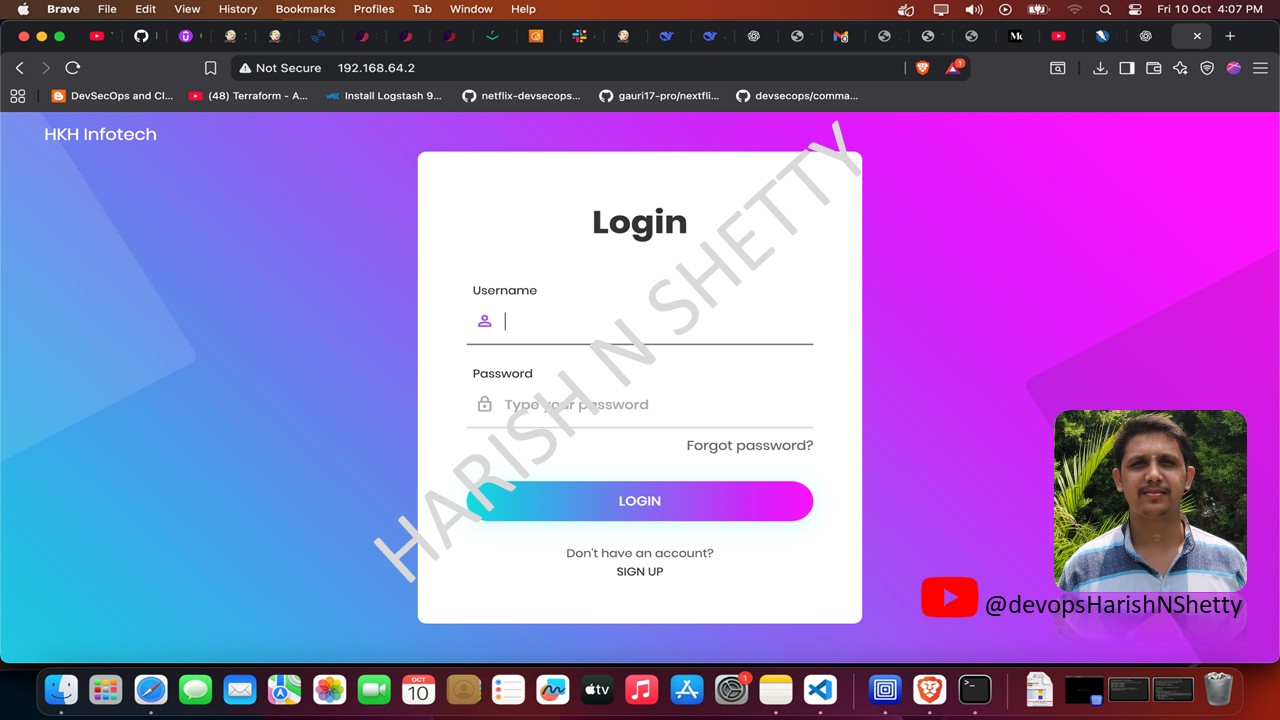 Brave File Edit View History Bookmarks Profiles Tab Window Help Fri 10 Oct 4:07 PM
Not Secure 192.168.64.2 1
DevSecOps and Cl... (48) Terraform - A... Install Logstash 9... netflix-devsecops... gauri17-pro/nextfli... devsecops/comma...
HKH Infotech
Login
Username
Password
Type your password
Forgot password?
LOGIN
Don't have an account?
SIGN UP
HARISH N SHETTY
@devopsHarishNShetty
OCT
10
tv
1